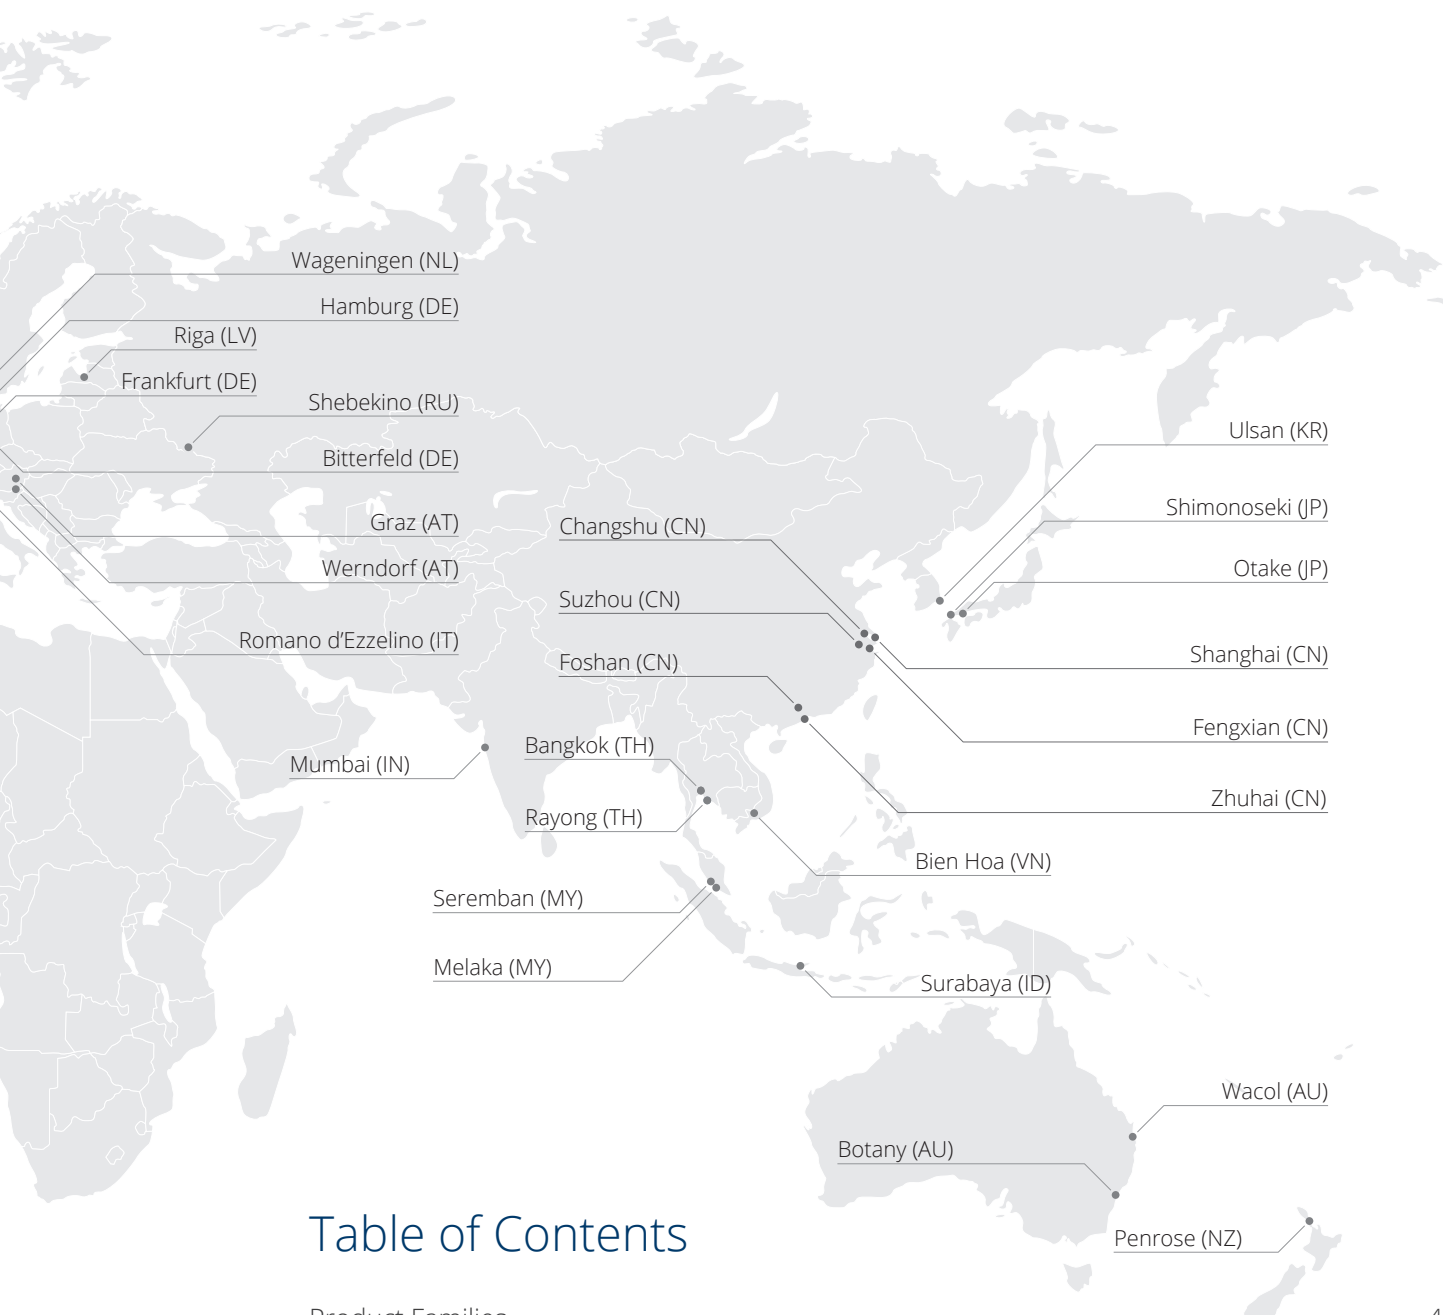 Wageningen (NL)
Hamburg (DE)
Riga (LV)
Frankfurt (DE)
Shebekino (RU)
Ulsan (KR)
Bitterfeld (DE)
Shimonoseki (JP)
Graz (AT)
Changshu (CN)
Werndorf (AT)
Otake (JP)
Suzhou (CN)
Romano d’Ezzelino (IT)
Shanghai (CN)
Foshan (CN)
Fengxian (CN)
Bangkok (TH)
Mumbai (IN)
Zhuhai (CN)
Rayong (TH)
Bien Hoa (VN)
Seremban (MY)
Melaka (MY)
Surabaya (ID)
Wacol (AU)
Botany (AU)
Table of Contents
Penrose (NZ)
Product Families